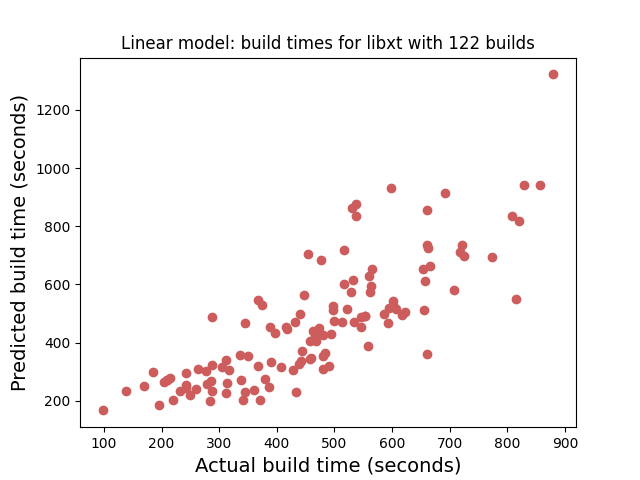 Linear model: build times for libxt with 122 builds
Predicted build time (seconds)
1200
1000
800
600
400
200
100 200 300 400 500 600 700 800 900
Actual build time (seconds)